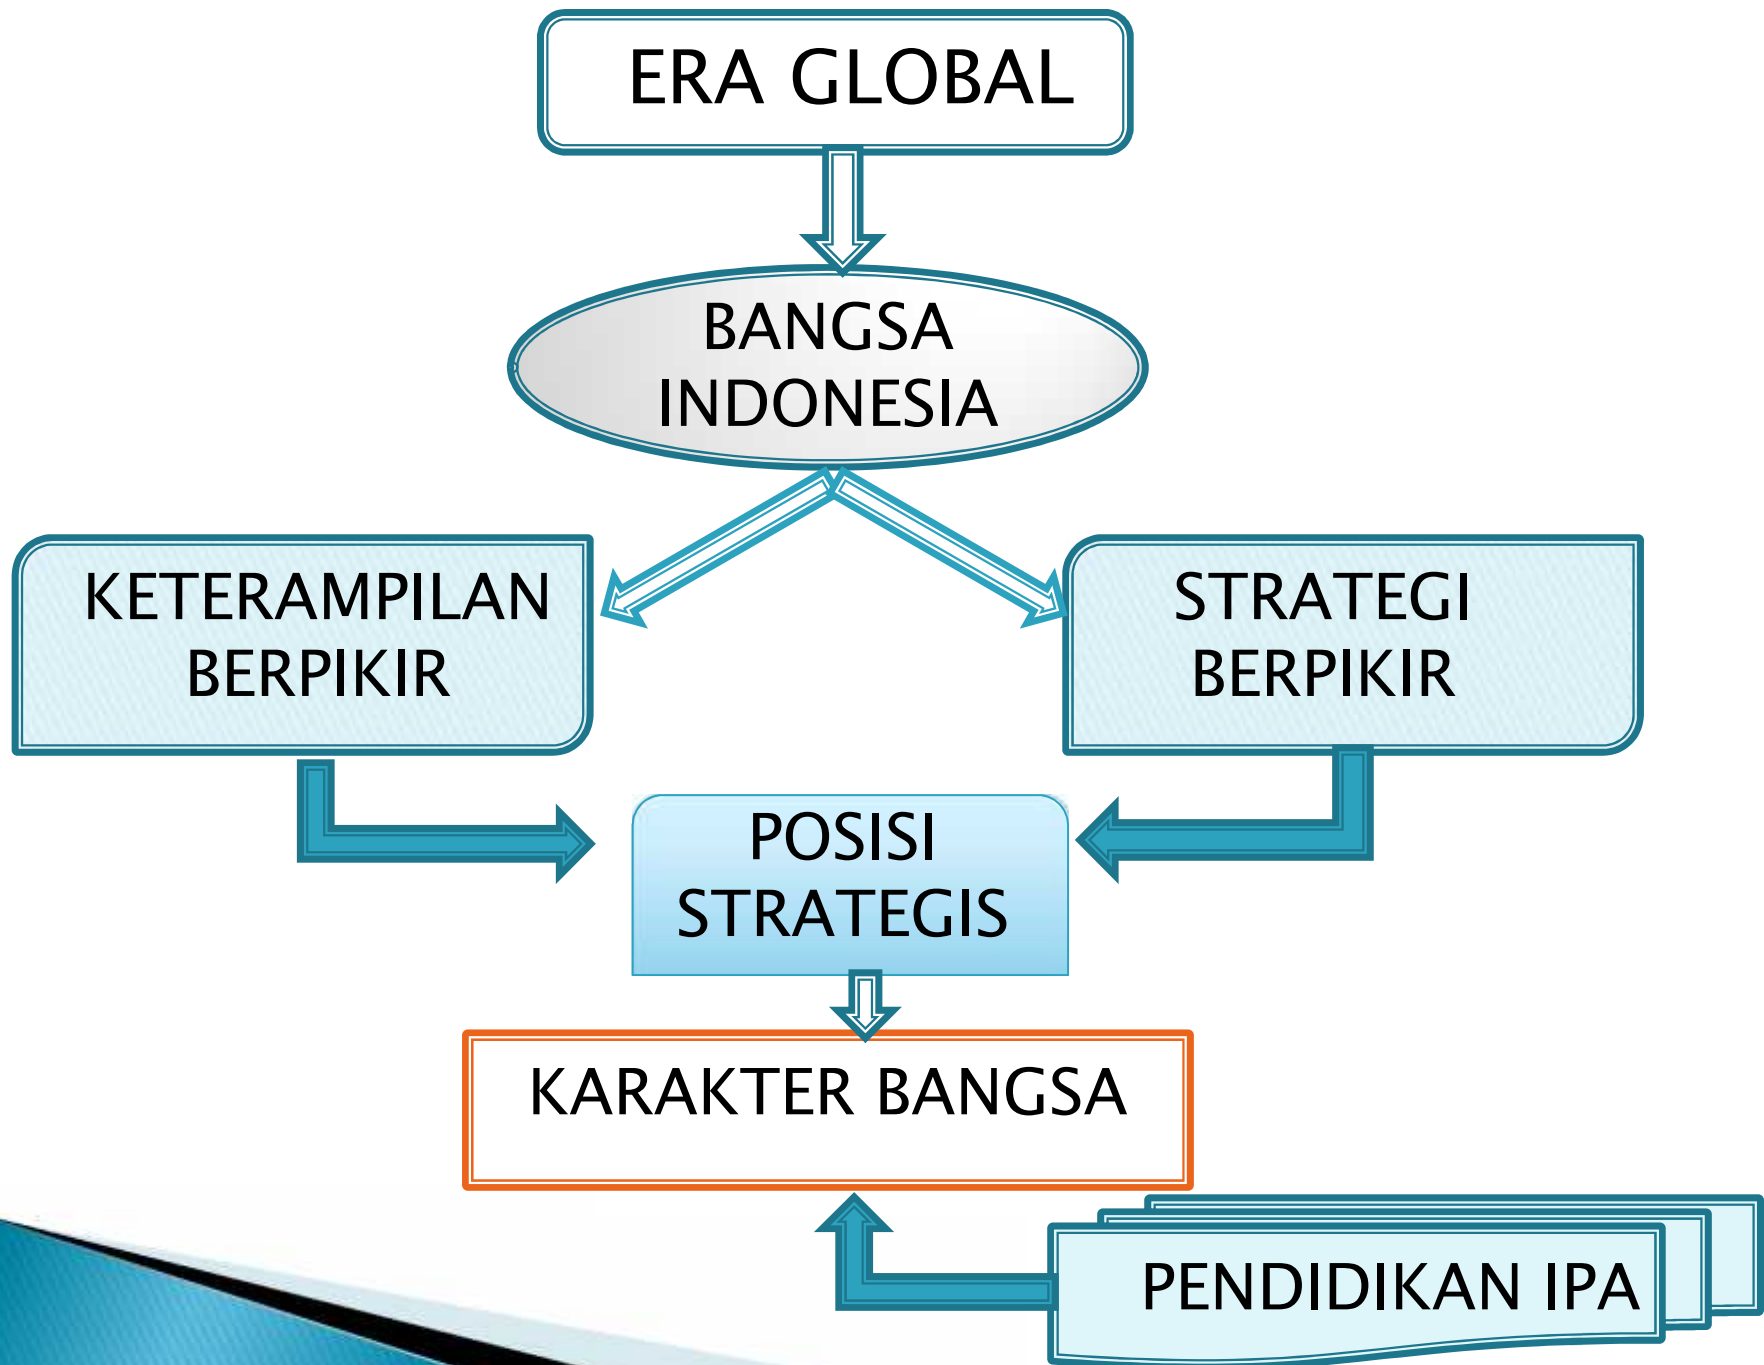 ERA GLOBAL
BANGSA
INDONESIA
KETERAMPILAN
BERPIKIR
STRATEGI
BERPIKIR
POSISI
STRATEGIS
KARAKTER BANGSA
PENDIDIKAN IPA